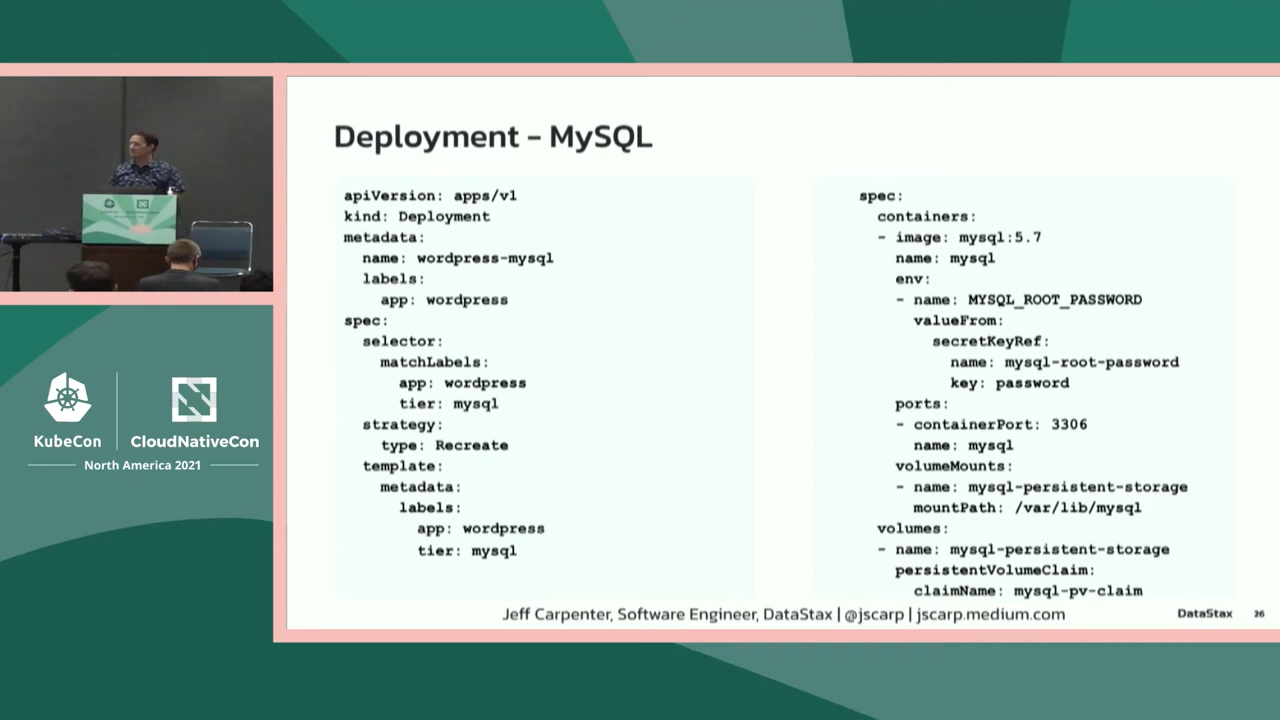 Deployment – MySQL
apiVersion: apps/v1
kind: Deployment
metadata:
  name: wordpress-mysql
  labels:
    app: wordpress
spec:
  selector:
    matchLabels:
      app: wordpress
      tier: mysql
  strategy:
    type: Recreate
  template:
    metadata:
      labels:
        app: wordpress
        tier: mysql
spec:
  containers:
  - image: mysql:5.7
    name: mysql
    env:
    - name: MYSQL_ROOT_PASSWORD
      valueFrom:
        secretKeyRef:
          name: mysql-root-password
          key: password
    ports:
    - containerPort: 3306
      name: mysql
    volumeMounts:
    - name: mysql-persistent-storage
      mountPath: /var/lib/mysql
  volumes:
  - name: mysql-persistent-storage
    persistentVolumeClaim:
      claimName: mysql-pv-claim
Jeff Carpenter, Software Engineer, DataStax | @jscarp | jscarp.medium.com
DataStax 26
KubeCon CloudNativeCon
North America 2021